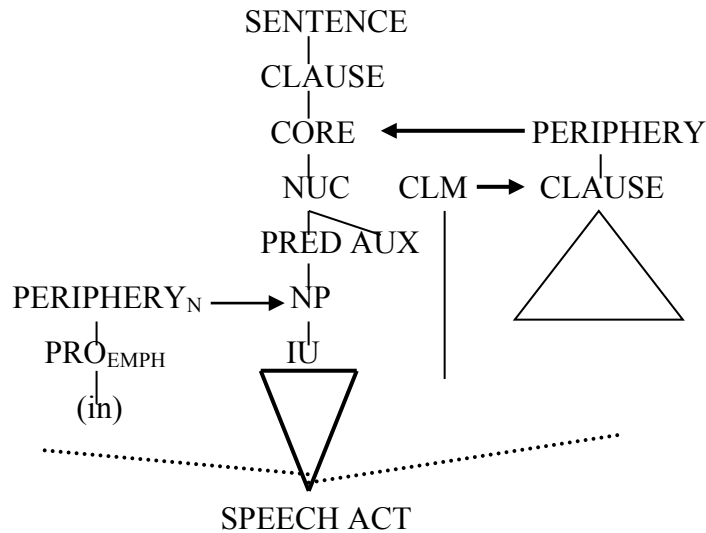 SENTENCE
CLAUSE
CORE PERIPHERY
NUC CLM CLAUSE
PRED AUX
PERIPHERYN NP
PROEMPH IU
(in)
SPEECH ACT